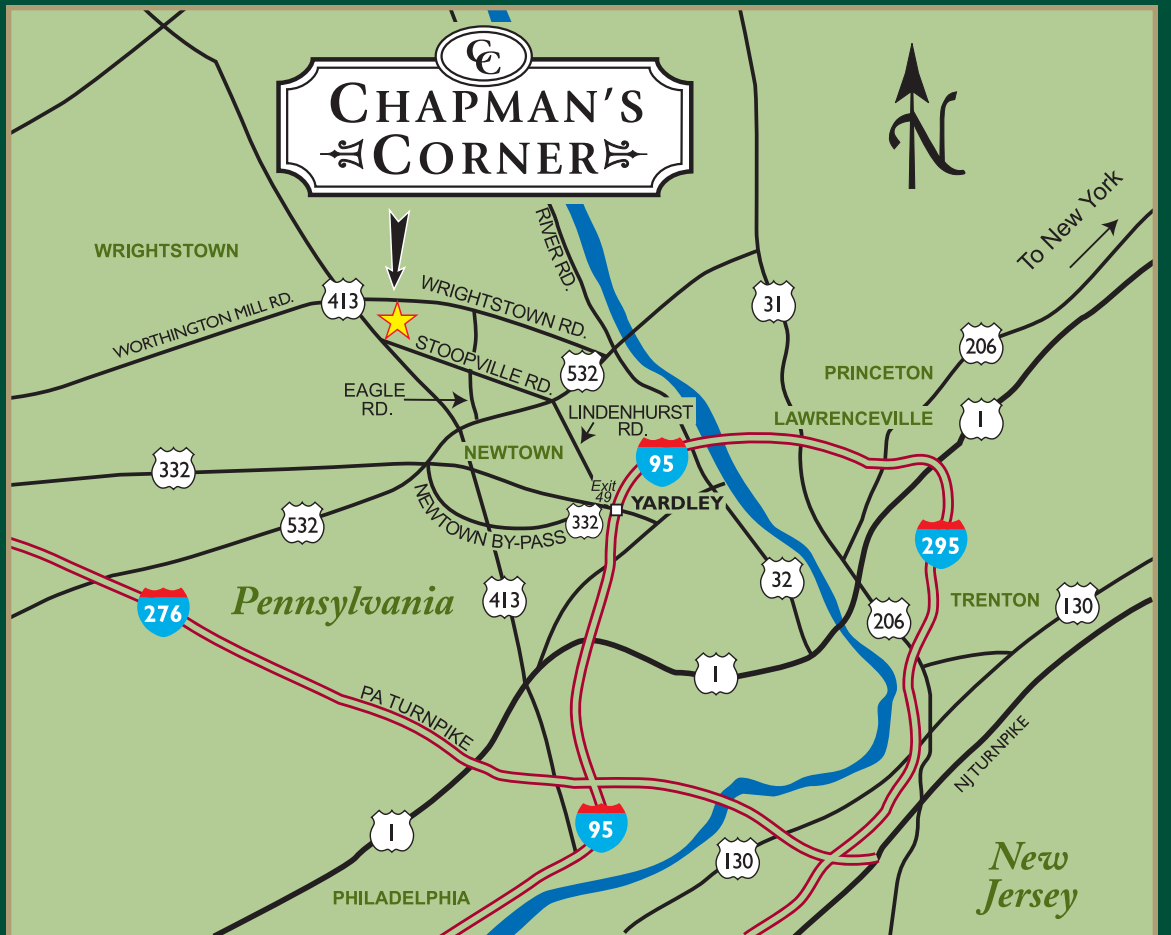 CC
CHAPMAN'S
CORNER
N
To New York
WRIGHTSTOWN
RIVER RD.
413
WRIGHTSTOWN RD.
31
WORTHINGTON MILL RD.
STOOPVILLE RD.
532
206
PRINCETON
EAGLE
RD.
LINDENHURST
RD.
LAWRENCEVILLE
1
NEWTOWN
95
332
Exit
49
YARDLEY
532
NEWTOWN BY-PASS
332
295
276
Pennsylvania
413
32
206
TRENTON
130
1
PA TURNPIKE
NJ TURNPIKE
1
95
130
PHILADELPHIA
New
Jersey